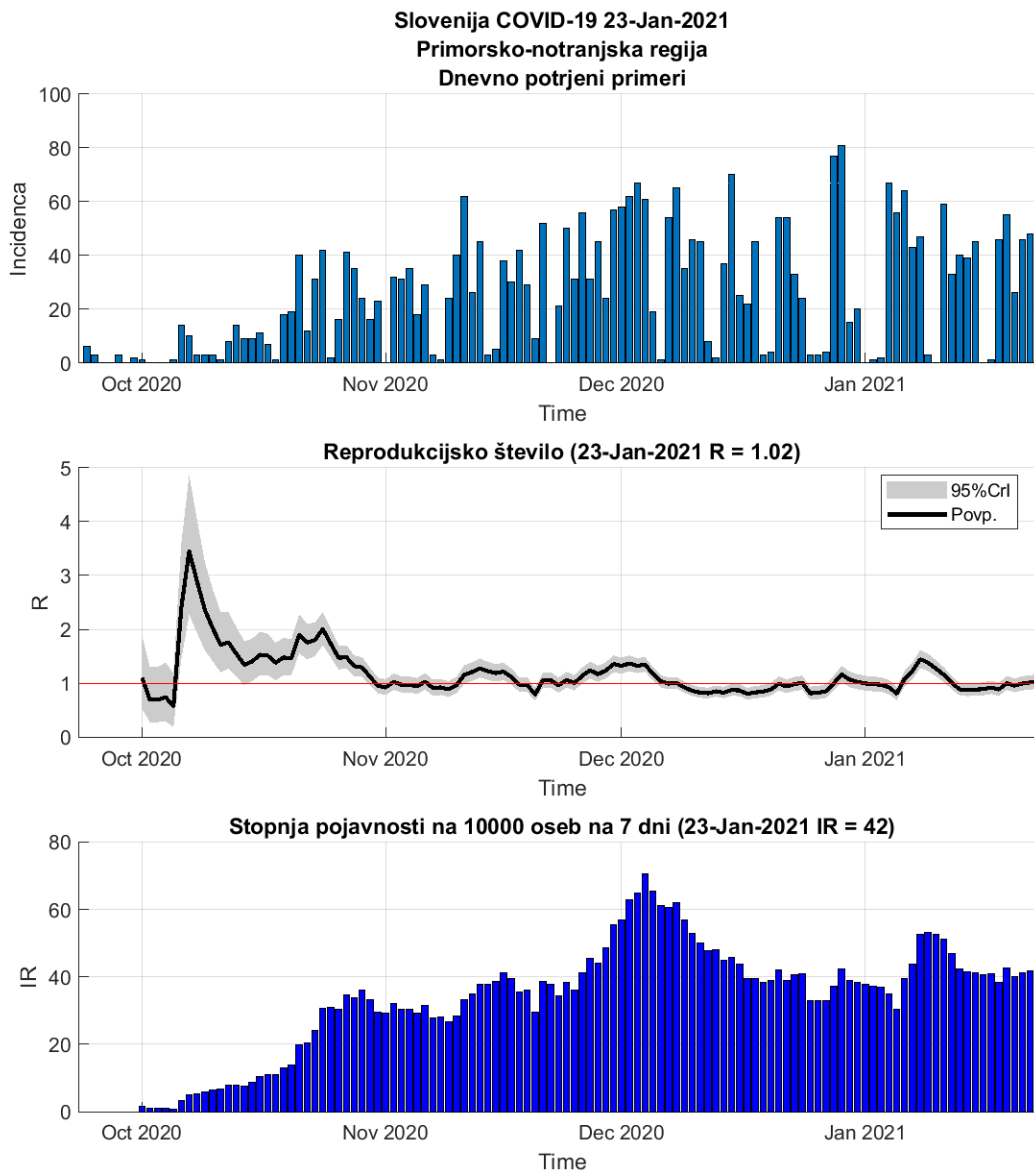 Slovenija COVID-19 23-Jan-2021
Primorsko-notranjska regija
Dnevno potrjeni primeri
100
80
60
40
20
0
Incidenca
Oct 2020 Nov 2020 Dec 2020 Jan 2021
Time
Reprodukcijsko število (23-Jan-2021 R = 1.02)
5
4
3
2
1
0
R
95%CrI
Povp.
Oct 2020 Nov 2020 Dec 2020 Jan 2021
Time
Stopnja pojavnosti na 10000 oseb na 7 dni (23-Jan-2021 IR = 42)
80
60
40
20
0
IR
Oct 2020 Nov 2020 Dec 2020 Jan 2021
Time